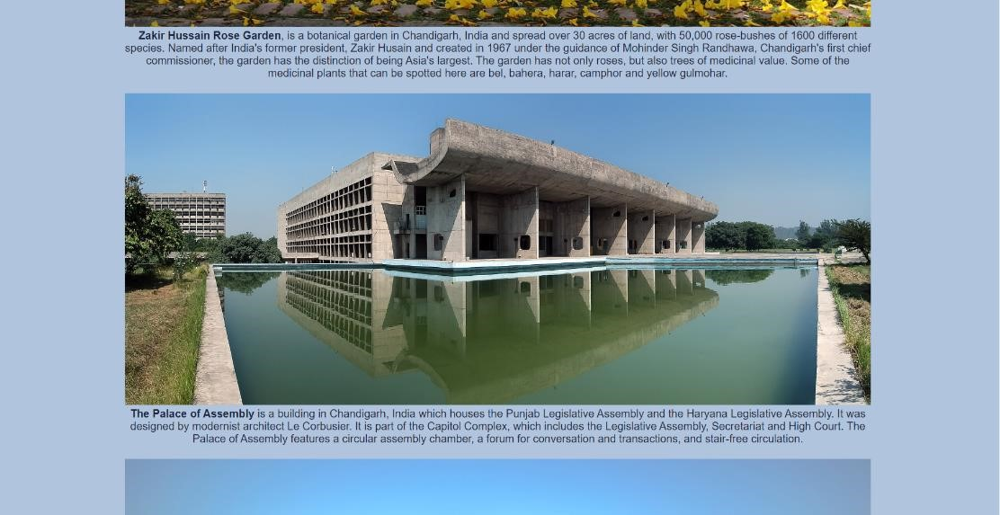 Zakir Hussain Rose Garden, is a botanical garden in Chandigarh, India and spread over 30 acres of land, with 50,000 rose-bushes of 1600 different
species. Named after India's former president, Zakir Husain and created in 1967 under the guidance of Mohinder Singh Randhawa, Chandigarh's first chief
commissioner, the garden has the distinction of being Asia's largest. The garden has not only roses, but also trees of medicinal value. Some of the
medicinal plants that can be spotted here are bel, bahera, harar, camphor and yellow gulmohar.
The Palace of Assembly is a building in Chandigarh, India which houses the Punjab Legislative Assembly and the Haryana Legislative Assembly. It was
designed by modernist architect Le Corbusier. It is part of the Capitol Complex, which includes the Legislative Assembly, Secretariat and High Court. The
Palace of Assembly features a circular assembly chamber, a forum for conversation and transactions, and stair-free circulation.